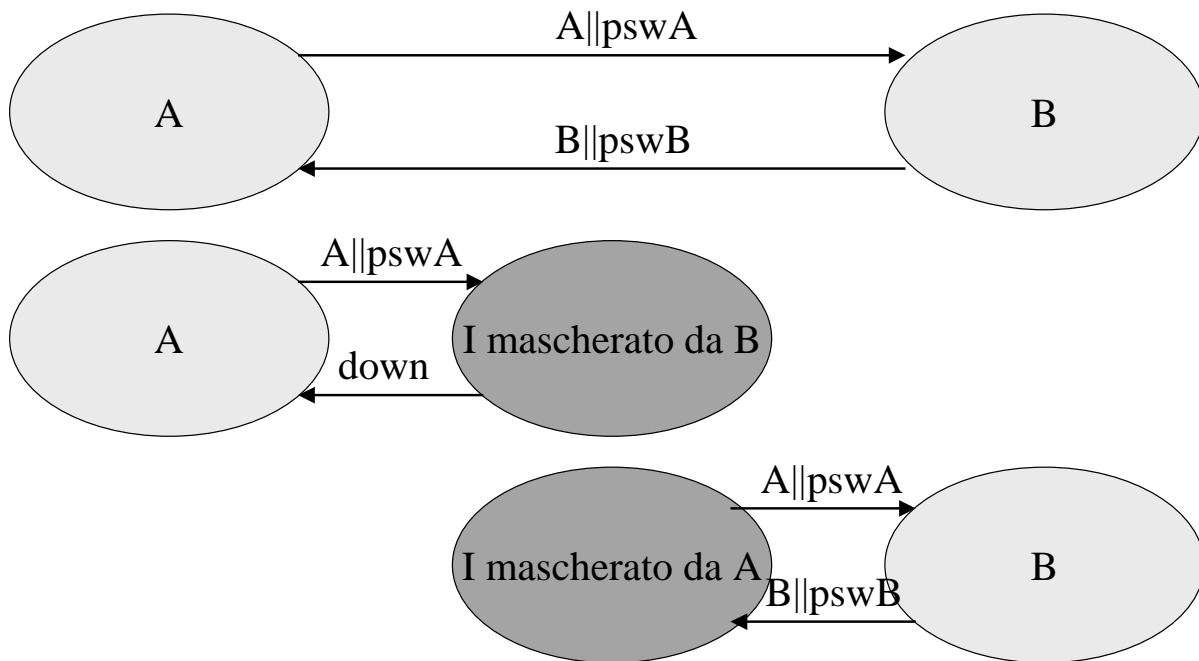 A||pswA
A
B
B||pswB
A||pswA
A
I mascherato da B
down
A||pswA
I mascherato da A
B
B||pswB